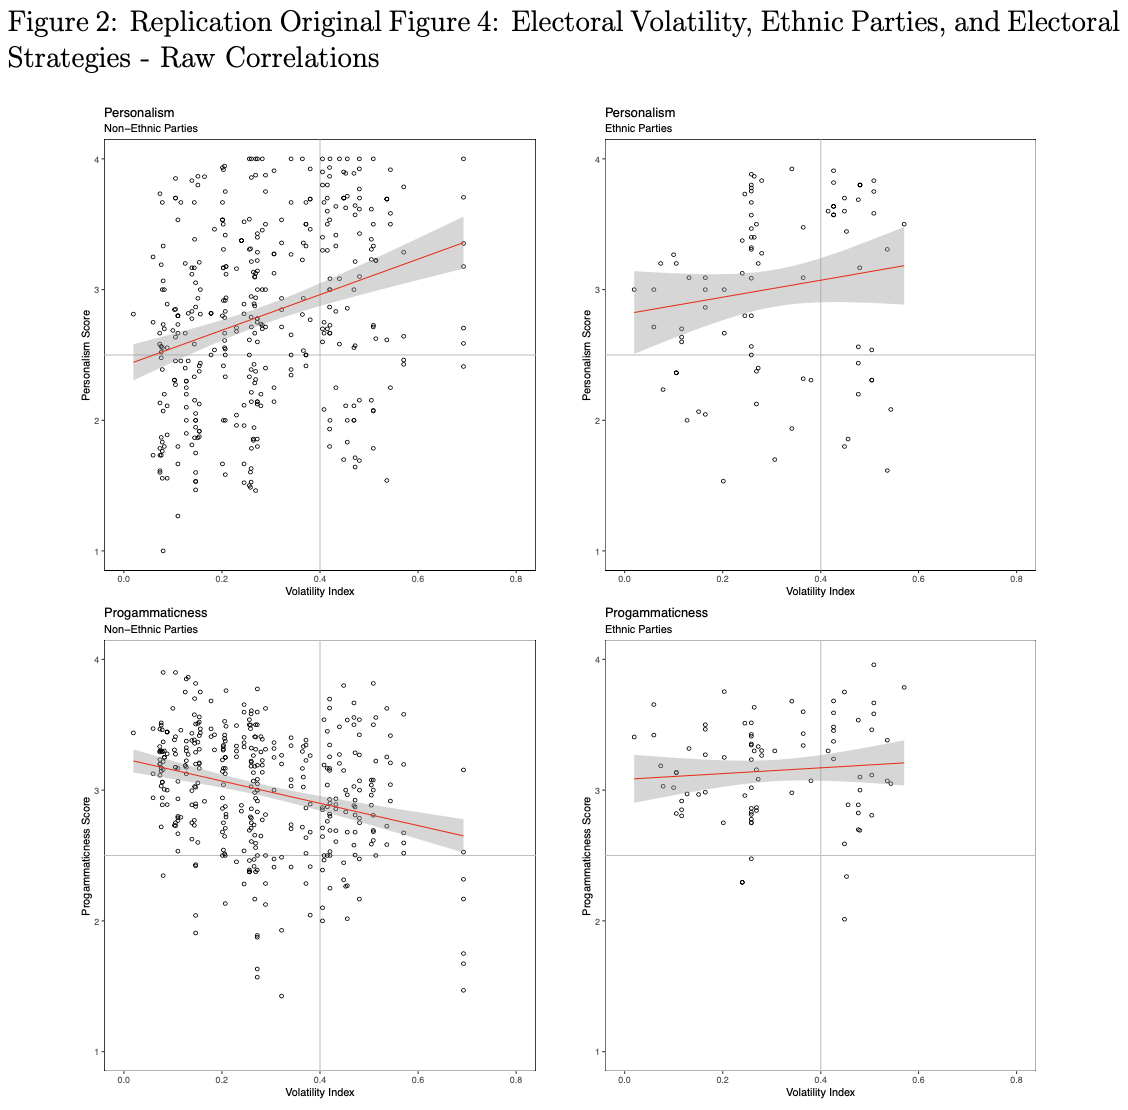 Figure 2: Replication Original Figure 4: Electoral Volatility, Ethnic Parties, and Electoral
Strategies - Raw Correlations
Personalism
Non−Ethnic Parties
4
3
2
1
Personalism Score
0.0 0.2 0.4 0.6 0.8
Volatility Index
Personalism
Ethnic Parties
4
3
2
1
Personalism Score
0.0 0.2 0.4 0.6 0.8
Volatility Index
Progammaticness
Non−Ethnic Parties
4
3
2
1
Progammaticness Score
0.0 0.2 0.4 0.6 0.8
Volatility Index
Progammaticness
Ethnic Parties
4
3
2
1
Progammaticness Score
0.0 0.2 0.4 0.6 0.8
Volatility Index